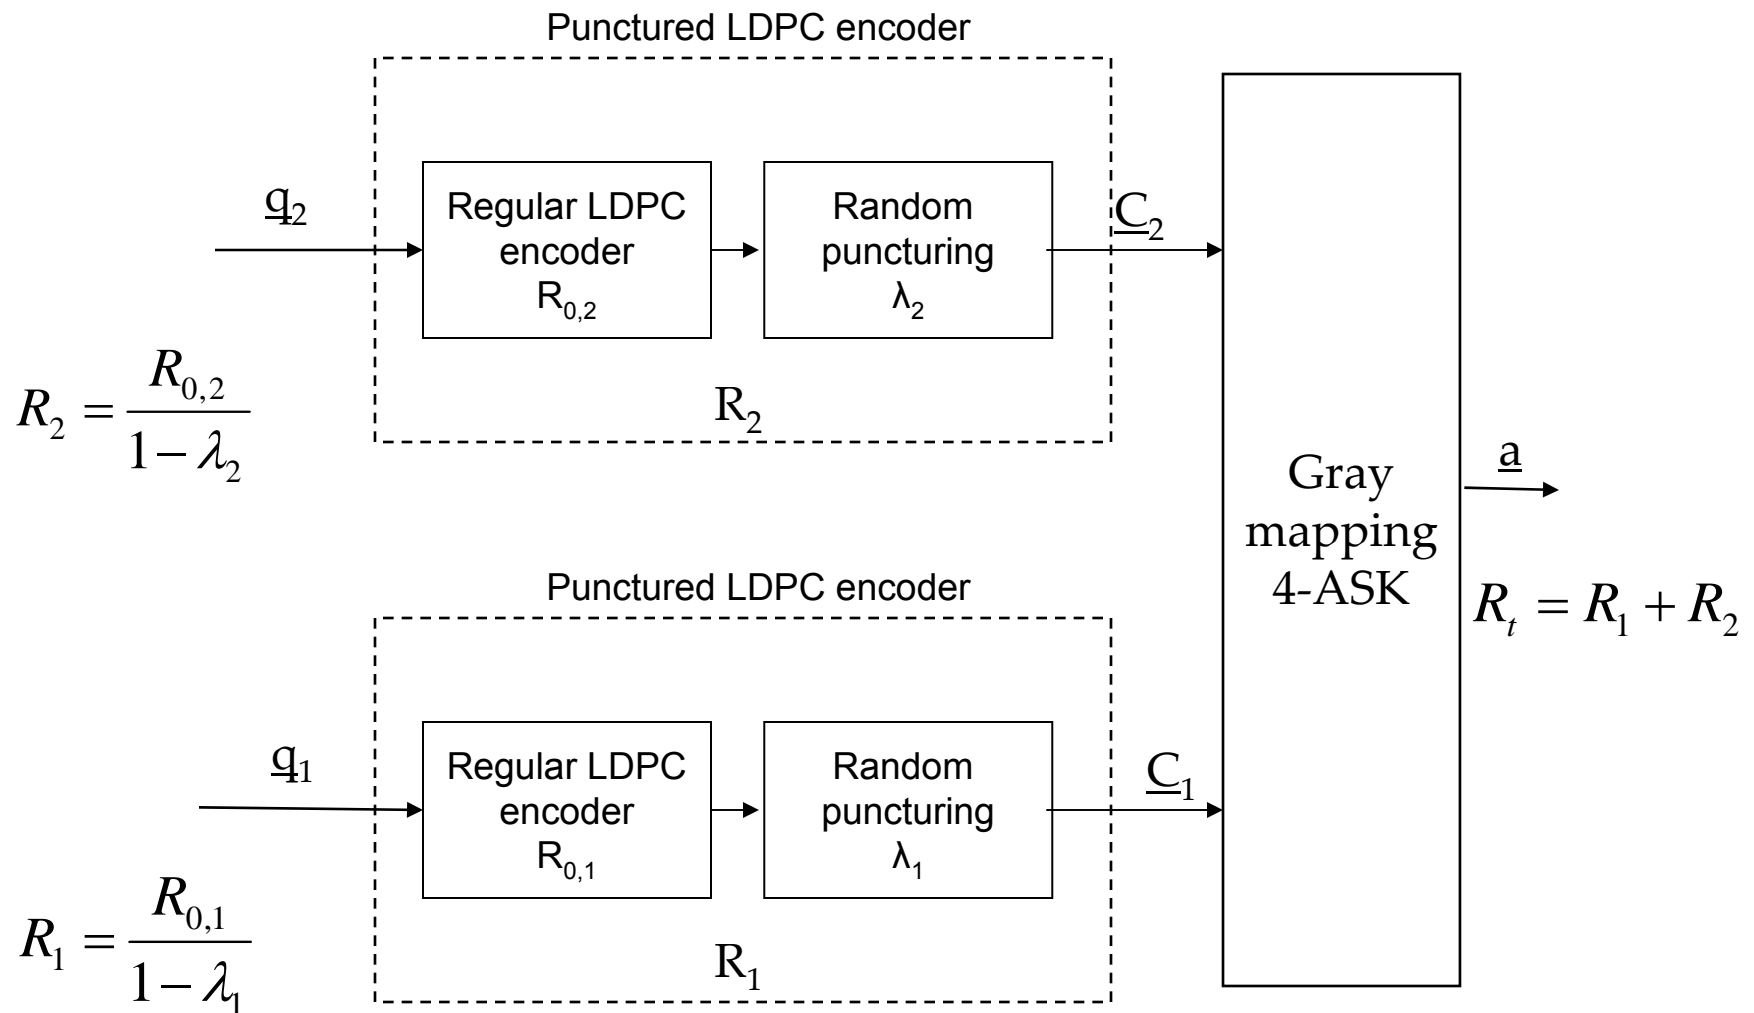 Punctured LDPC encoder
q₂
Regular LDPC
encoder
R₀,₂
Random
puncturing
λ₂
C₂
R₂ = R₀,₂ / (1 − λ₂)
R₂
Gray
mapping
4-ASK
a
Rₜ = R₁ + R₂
Punctured LDPC encoder
q₁
Regular LDPC
encoder
R₀,₁
Random
puncturing
λ₁
C₁
R₁ = R₀,₁ / (1 − λ₁)
R₁